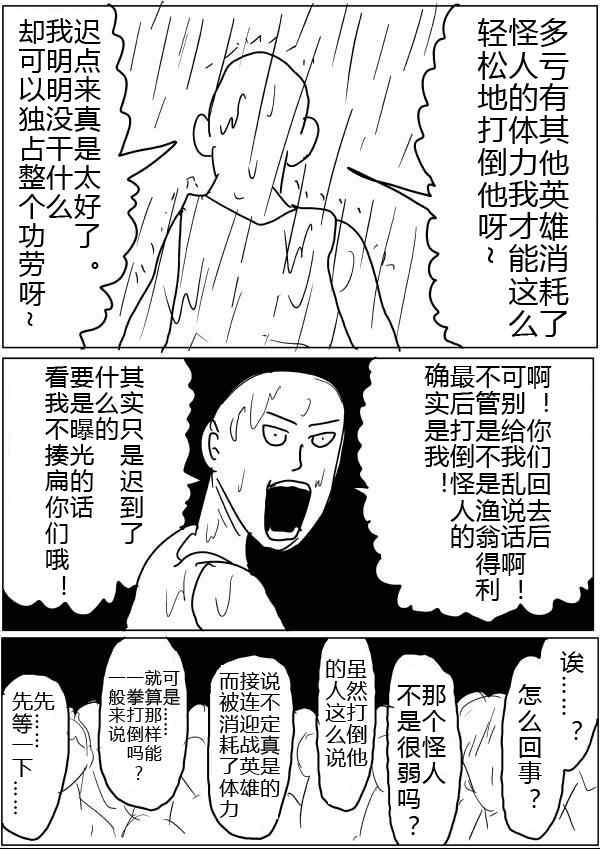 多亏有其他英雄消耗了
怪人的体力我才能这么
轻松地打倒他呀~
迟点来真是太好了。
我明明没干什么
却可以独占整个功劳呀~
啊！你们回去后
可别给我乱说话啊！
不管是不是渔翁得利
最后打倒怪人的
确实是我！
其实只是迟到了
什么的
要是曝光的话
看我不揍扁你们哦！
诶……？
怎么回事？
那个怪人
不是很弱吗？
虽然打倒他
的人这么说
说不定真是的
接连迎战英雄
而被消耗了体力
可是……
就算那样能
一拳打倒吗？
一般来说
先……
先等一下……